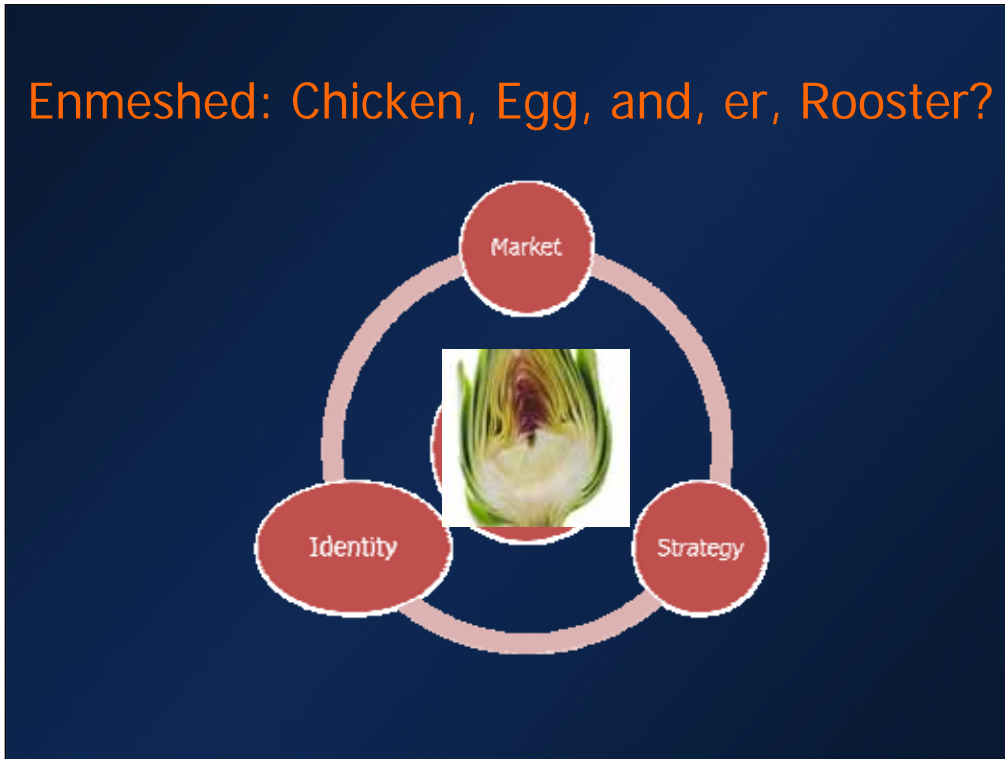 Enmeshed: Chicken, Egg, and, er, Rooster?
Market
Identity
Strategy